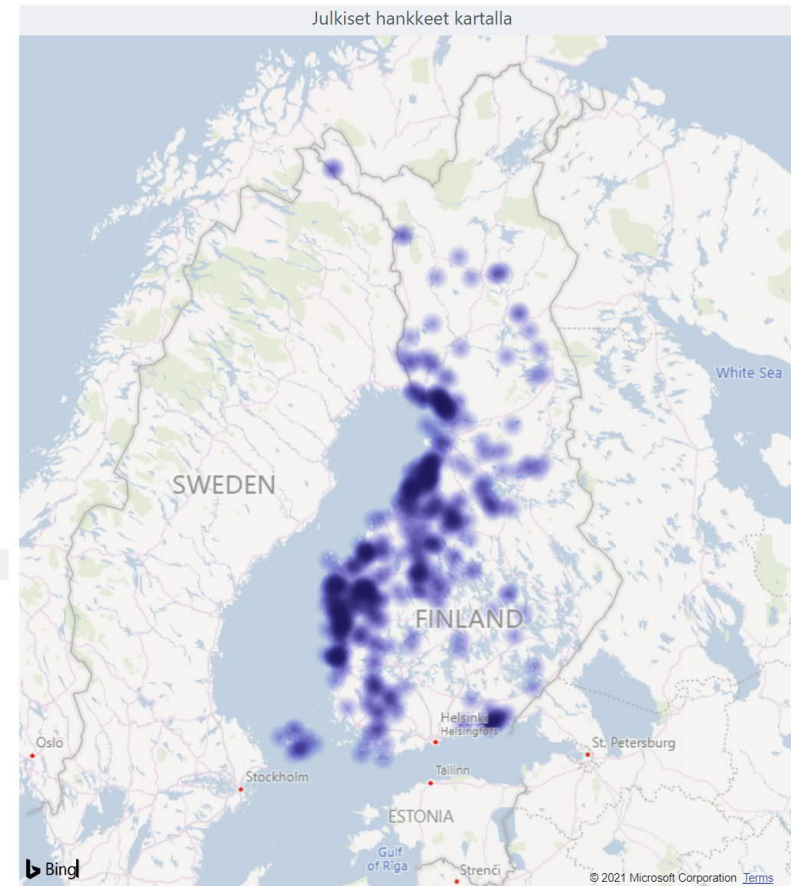 Julkiset hankkeet kartalla
White Sea
SWEDEN
FINLAND
Helsinki
Helsingfors
Oslo
St. Petersburg
Stockholm
Tallinn
ESTONIA
Gulf
of Riga
Strenči
Bing
© 2021 Microsoft Corporation Terms